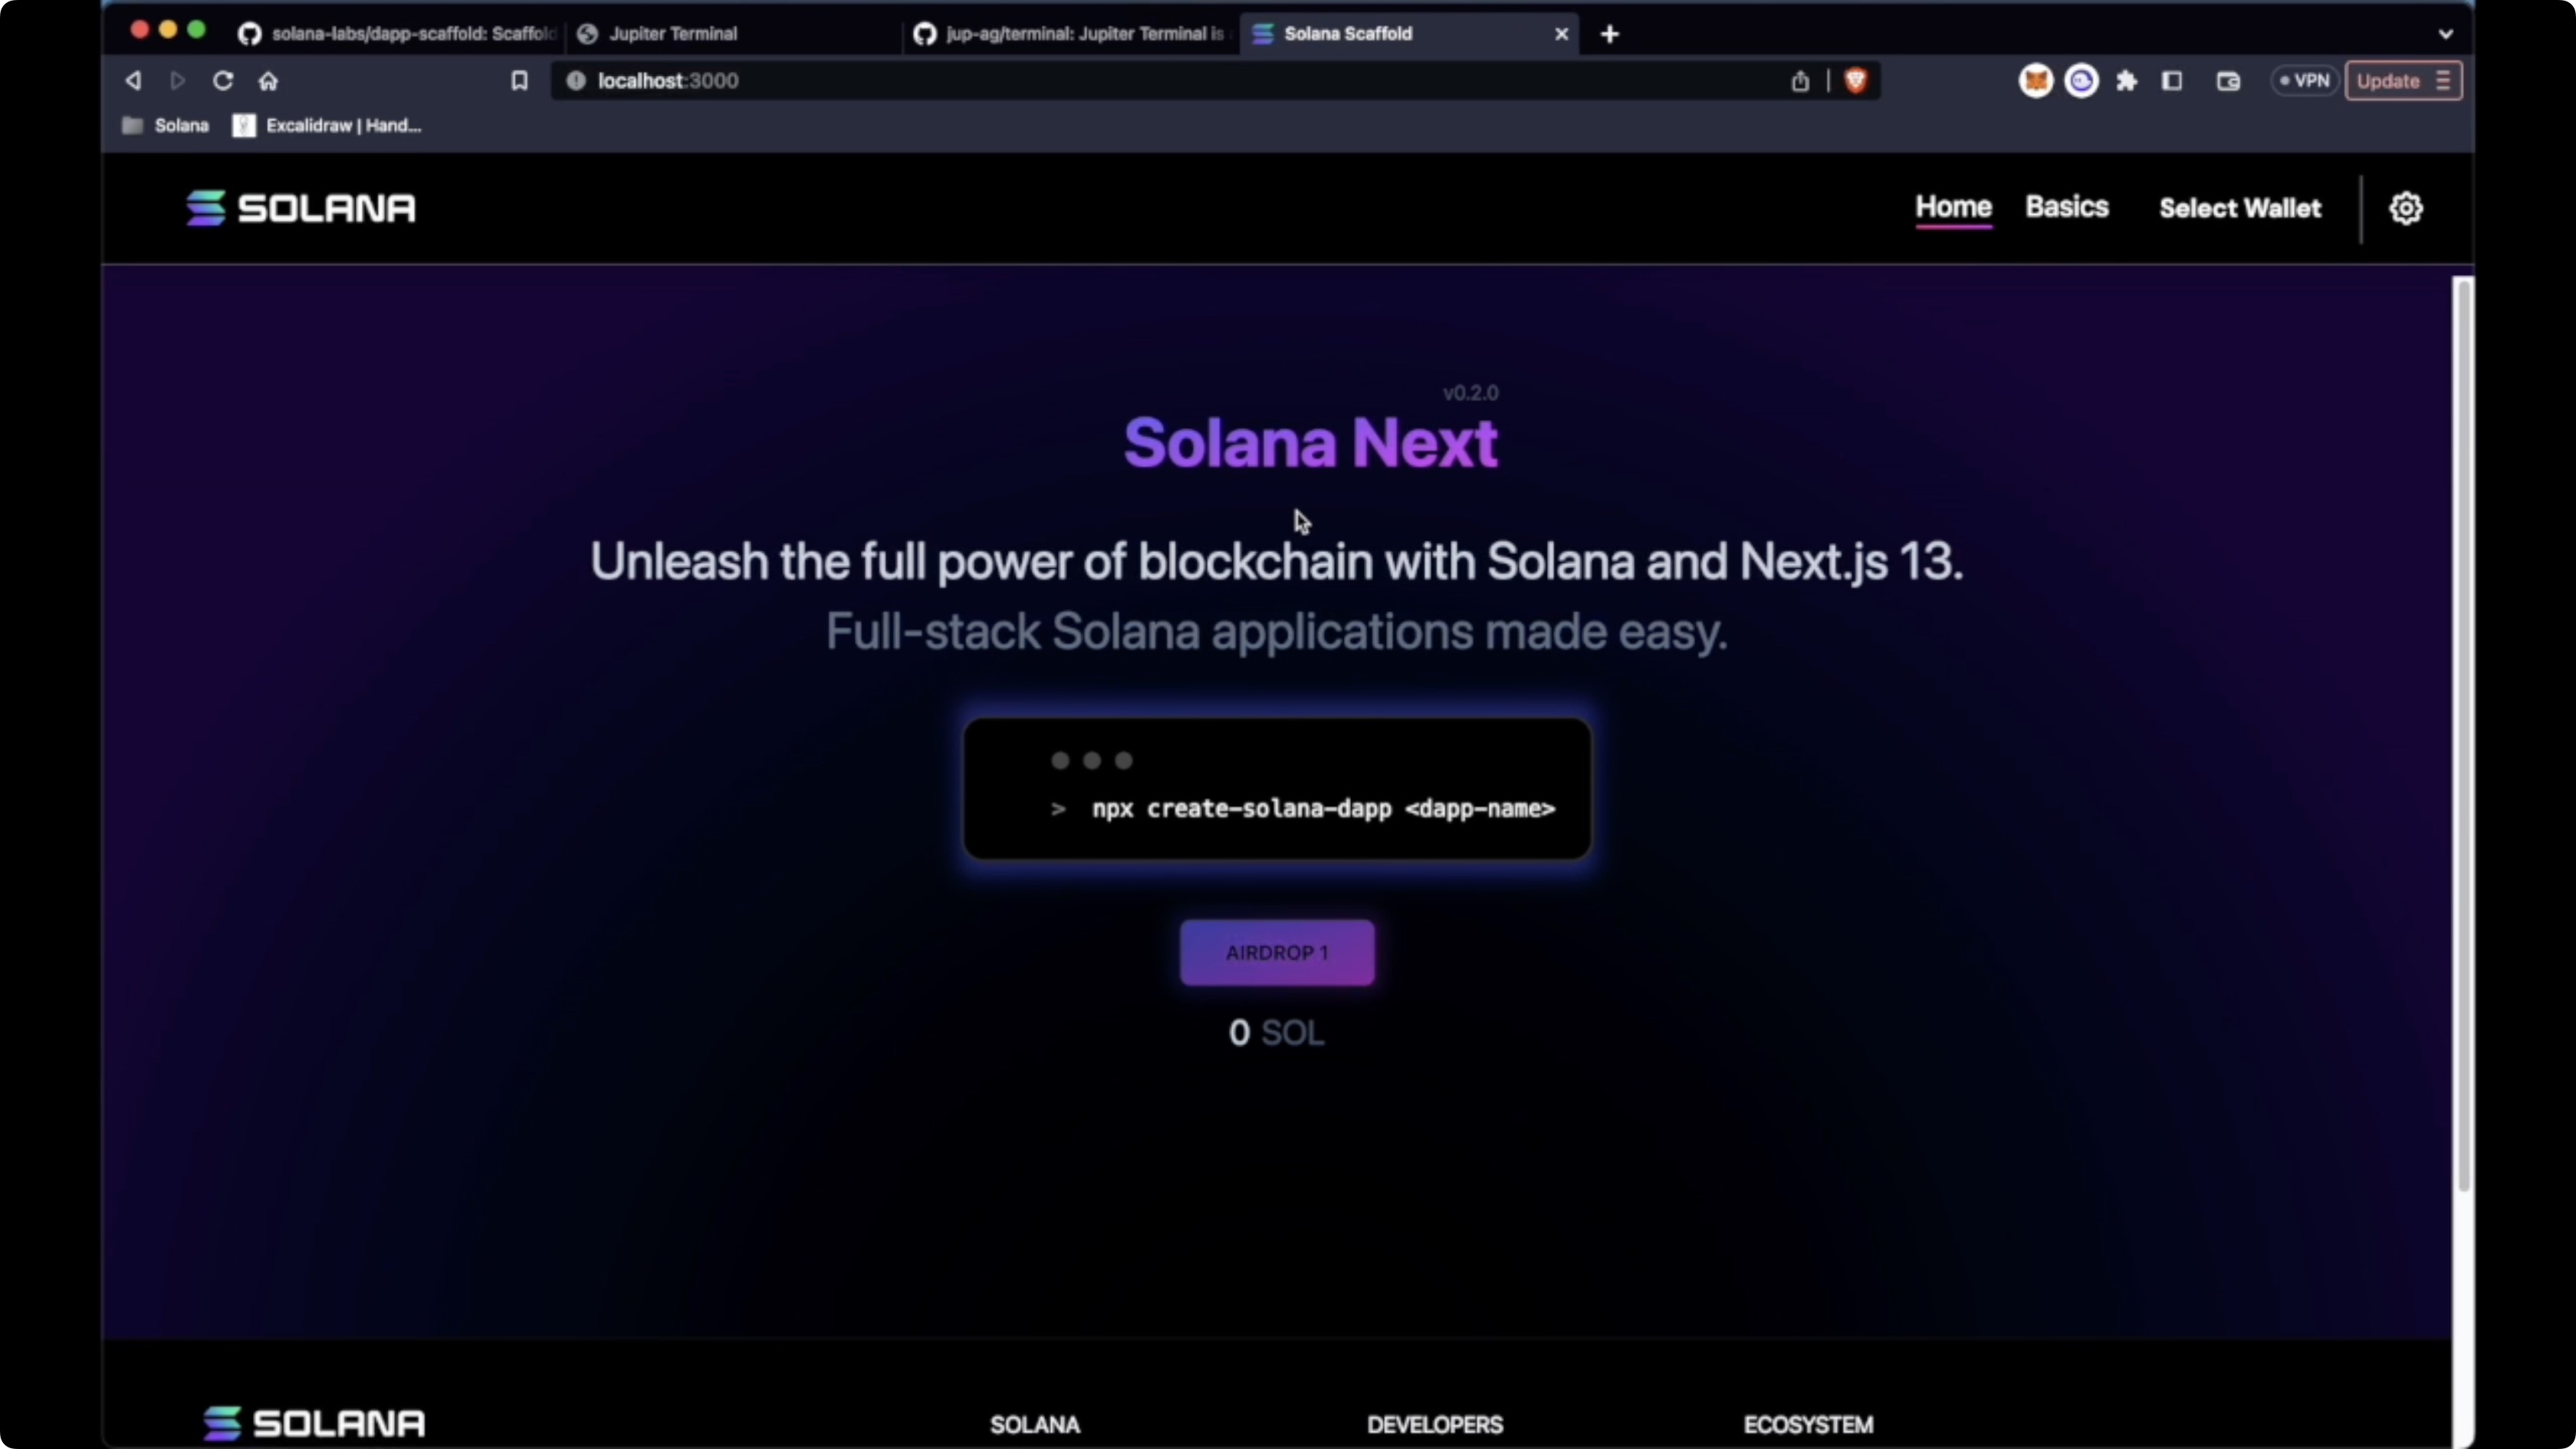 solana-labs/dapp-scaffold: Scaffold
Jupiter Terminal
jup-ag/terminal: Jupiter Terminal is
Solana Scaffold
localhost:3000
VPN
Update
Solana
Excalidraw | Hand...
SOLANA
Home
Basics
Select Wallet
v0.2.0
Solana Next
Unleash the full power of blockchain with Solana and Next.js 13.
Full-stack Solana applications made easy.
> npx create-solana-dapp <dapp-name>
AIRDROP 1
0 SOL
SOLANA
SOLANA
DEVELOPERS
ECOSYSTEM